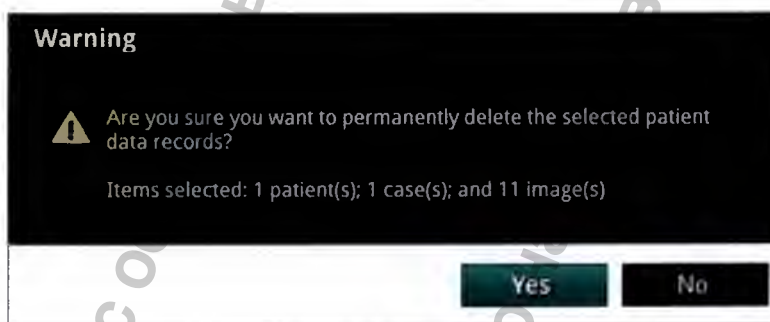 Warning
Are you sure you want to permanently delete the selected patient
data records?
Items selected: 1 patient(s); 1 case(s); and 11 image(s)
Yes
No